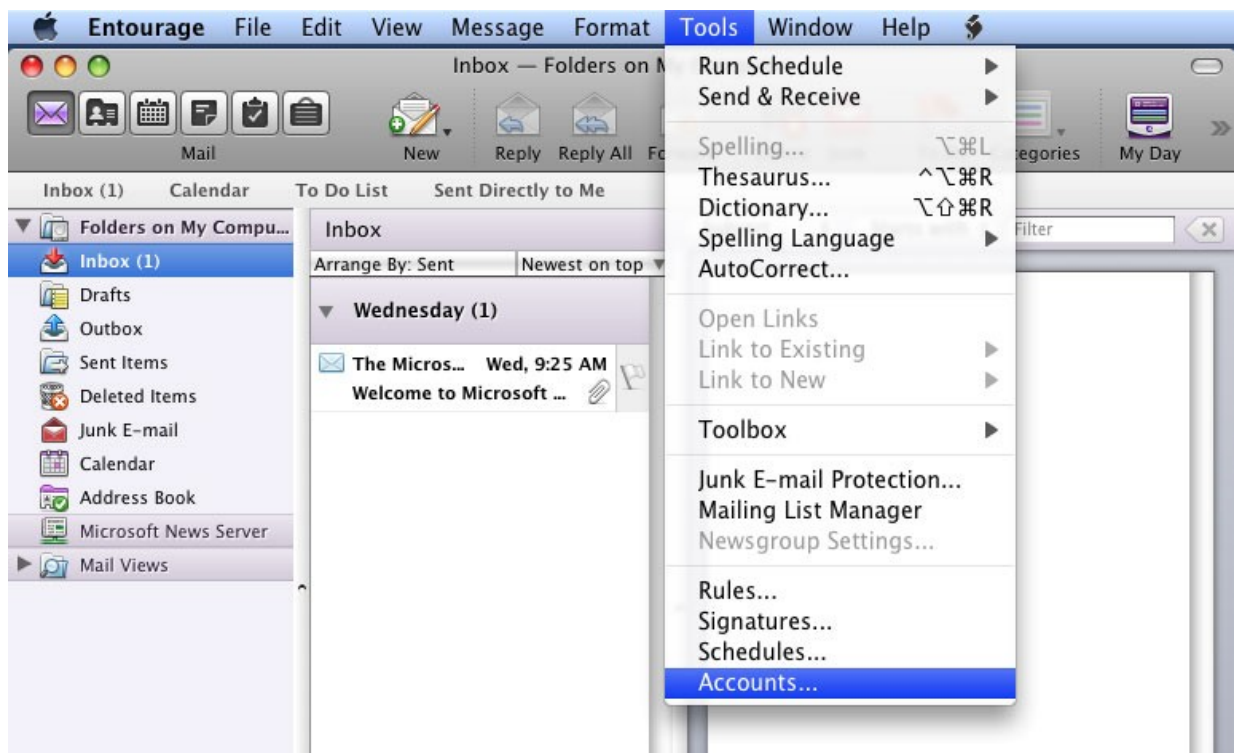 Entourage File Edit View Message Format Tools Window Help
Inbox — Folders on M
Mail
New
Reply
Reply All
Fo
egories
My Day
Inbox (1) Calendar To Do List Sent Directly to Me
Folders on My Compu...
Inbox (1)
Drafts
Outbox
Sent Items
Deleted Items
Junk E-mail
Calendar
Address Book
Microsoft News Server
Mail Views
Inbox
Arrange By: Sent Newest on top
Wednesday (1)
The Micros... Wed, 9:25 AM
Welcome to Microsoft ...
Filter
Run Schedule
Send & Receive
Spelling... ⌥⌘L
Thesaurus... ^⌥⌘R
Dictionary... ⌥⇧⌘R
Spelling Language
AutoCorrect...
Open Links
Link to Existing
Link to New
Toolbox
Junk E-mail Protection...
Mailing List Manager
Newsgroup Settings...
Rules...
Signatures...
Schedules...
Accounts...